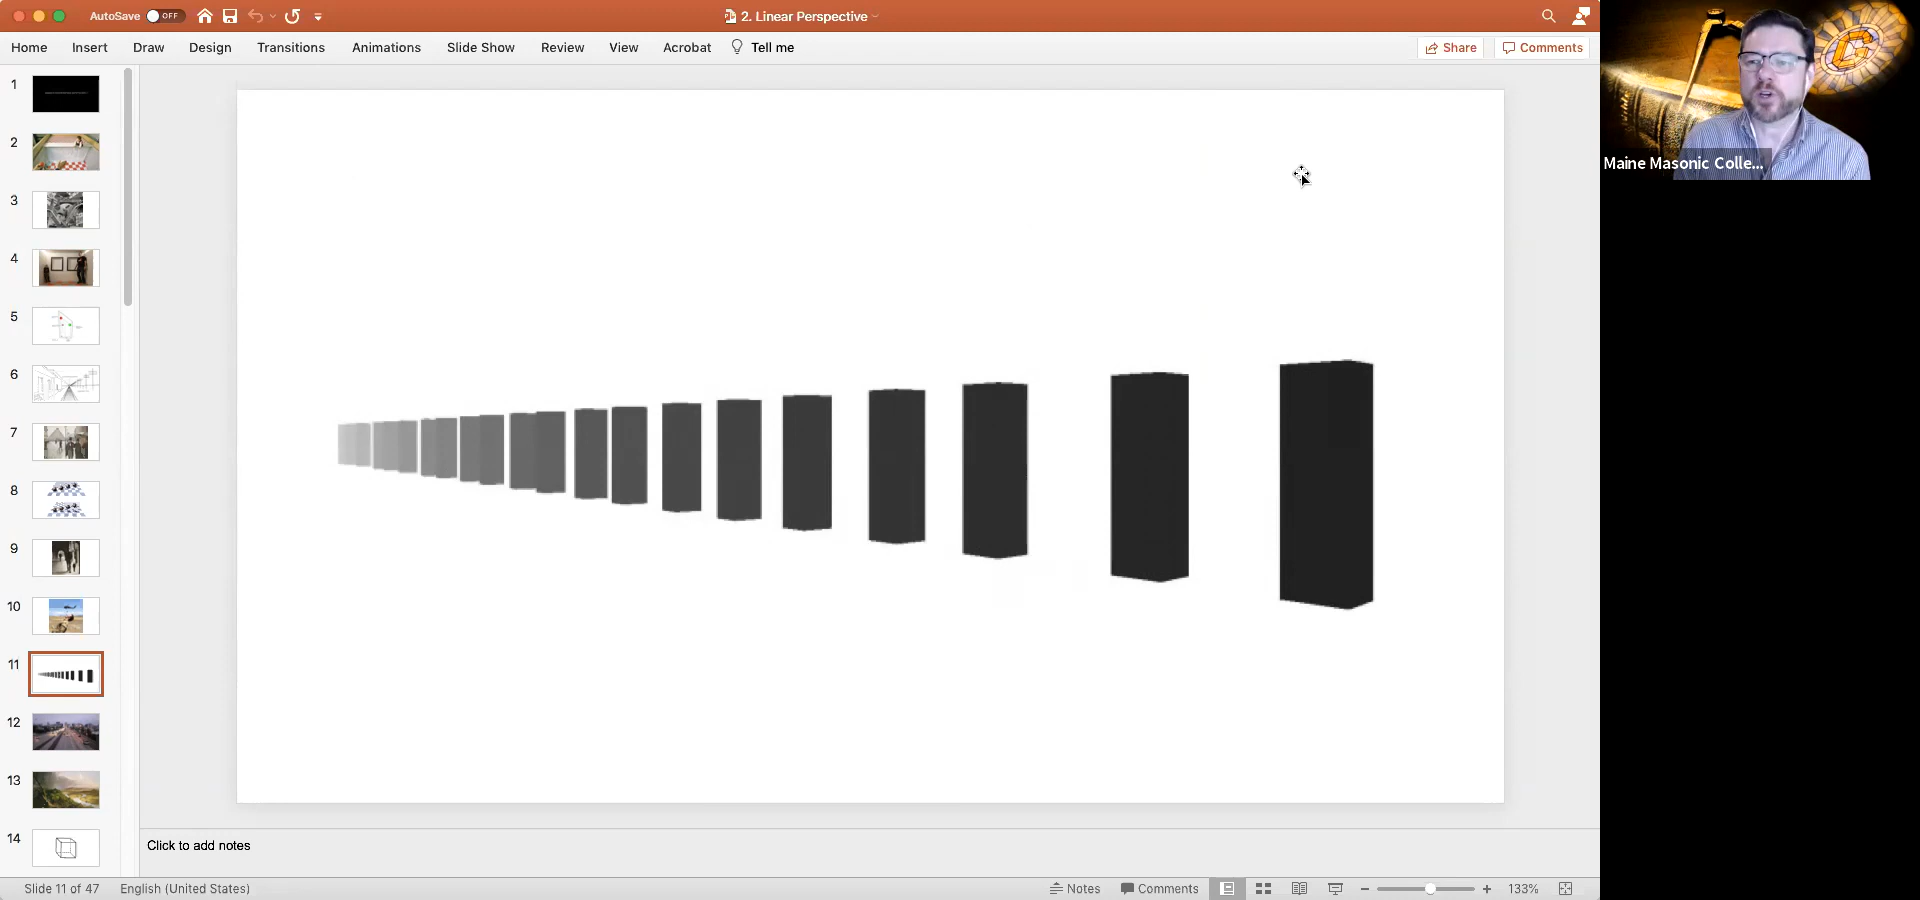 AutoSave OFF
2. Linear Perspective
Home Insert Draw Design Transitions Animations Slide Show Review View Acrobat Tell me
Share Comments
Maine Masonic Colle...
1
2
3
4
5
6
7
8
9
10
11
12
13
14
Click to add notes
Slide 11 of 47 English (United States) Notes Comments 133%